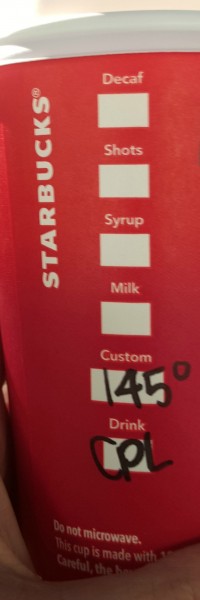 STARBUCKS®
Decaf
Shots
Syrup
Milk
Custom
145°
Drink
CPL
Do not microwave.
This cup is made with
Careful, the